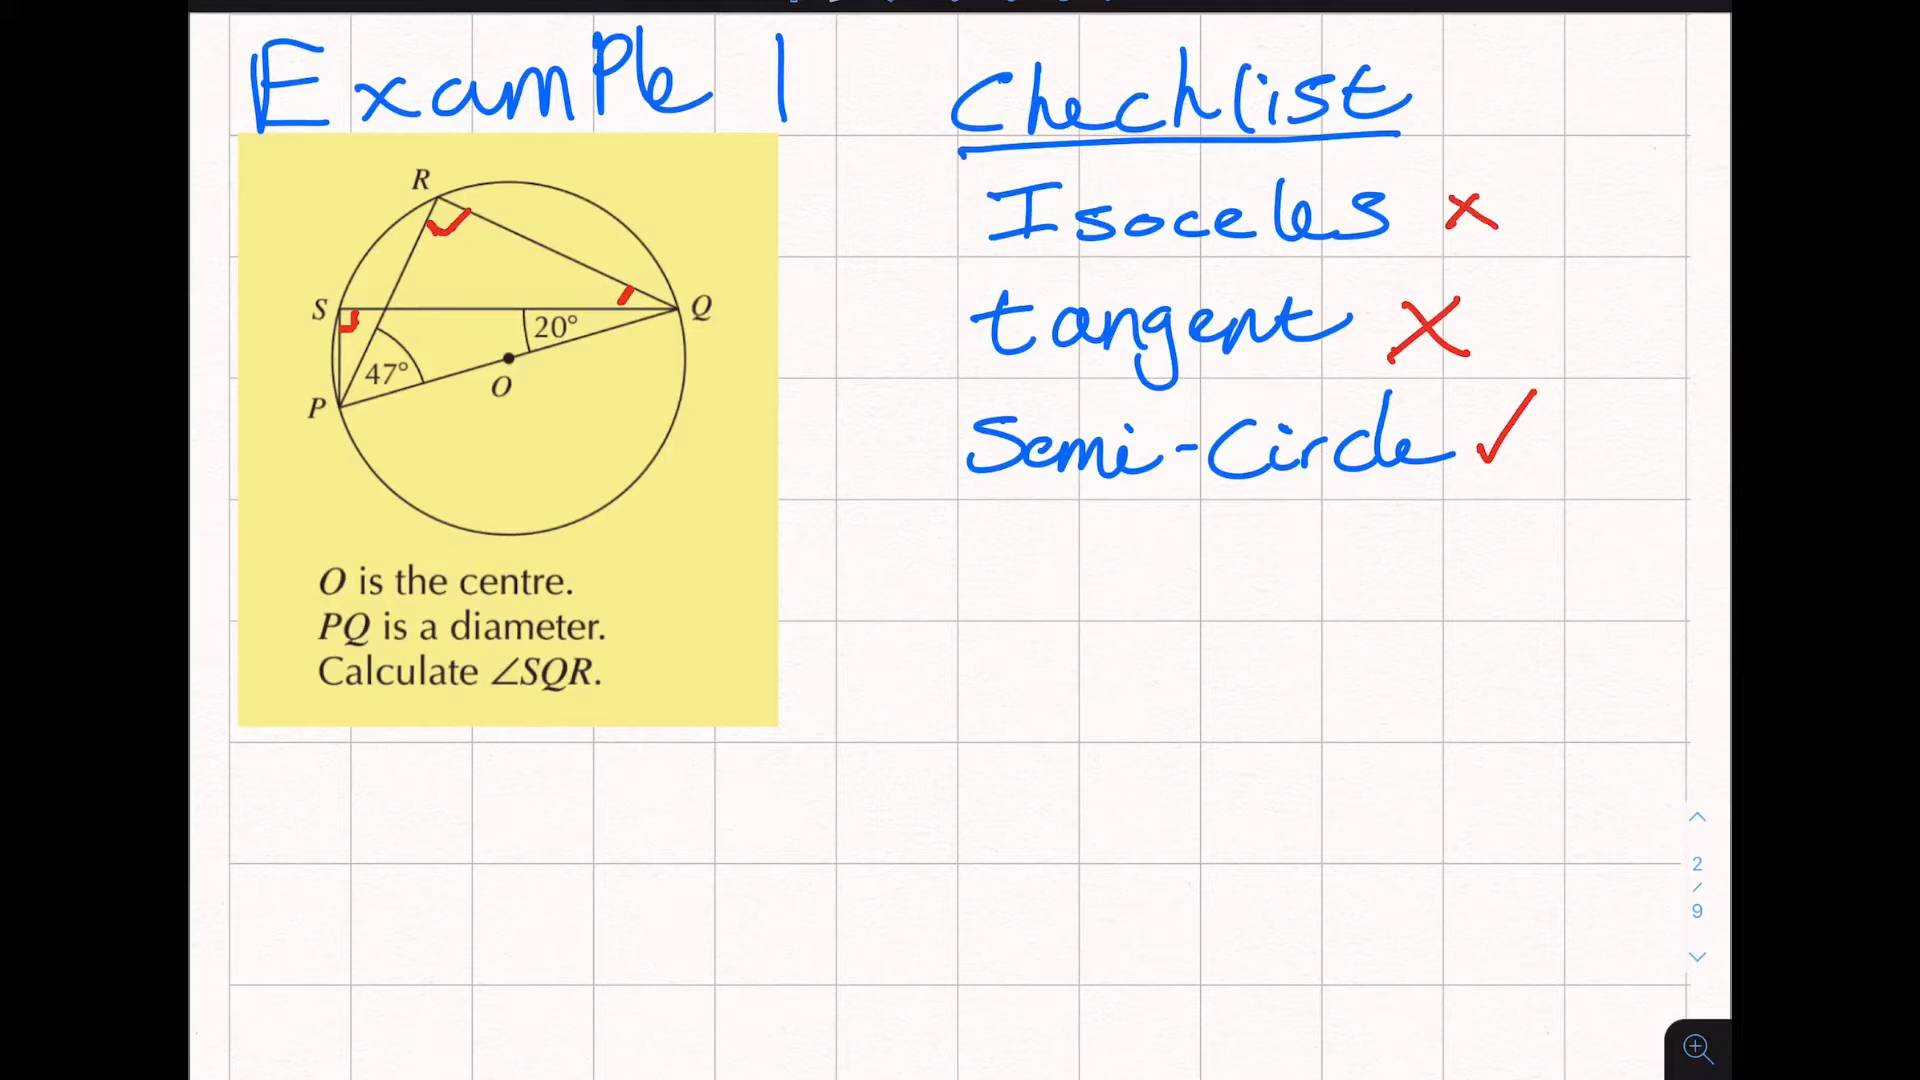 Example 1
Checklist
Isoceles ×
tangent ×
Semi-Circle ✓
R
S
Q
20°
47°
O
P
O is the centre.
PQ is a diameter.
Calculate ∠SQR.
2
/
9